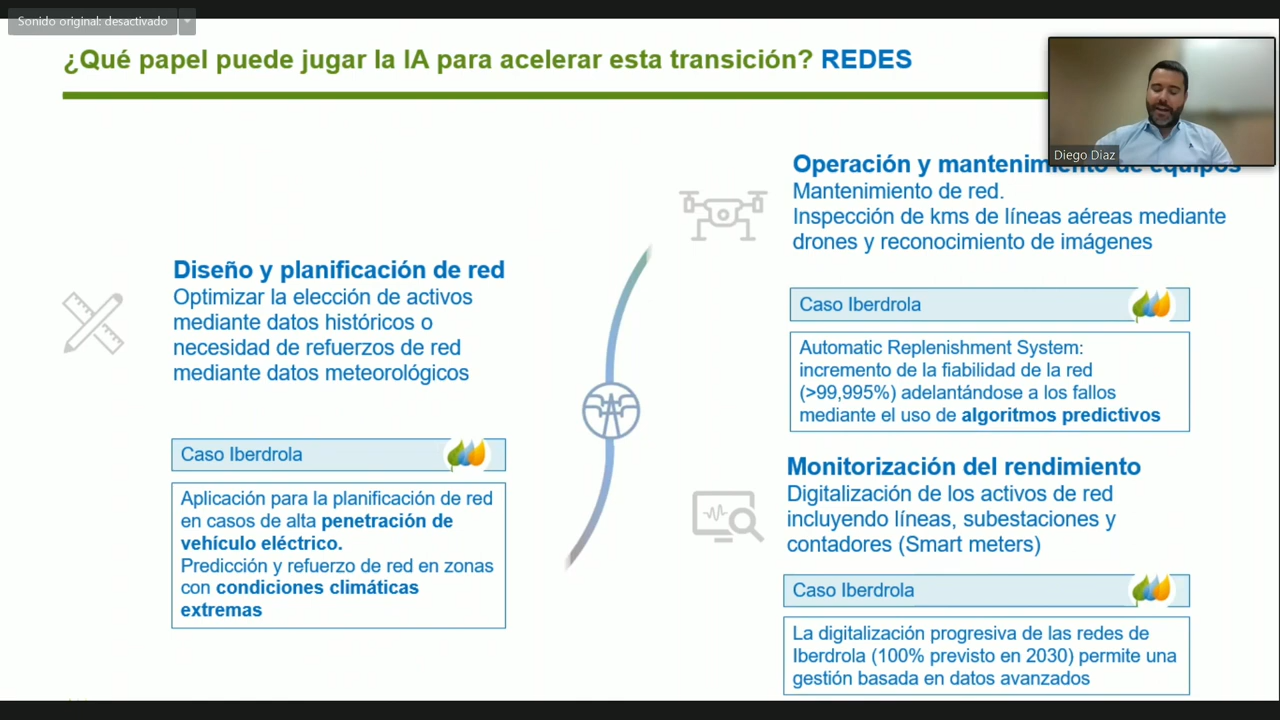 Sonido original: desactivado
¿Qué papel puede jugar la IA para acelerar esta transición? REDES
Diego Diaz
Diseño y planificación de red
Optimizar la elección de activos
mediante datos históricos o
necesidad de refuerzos de red
mediante datos meteorológicos
Caso Iberdrola
Aplicación para la planificación de red
en casos de alta penetración de
vehículo eléctrico.
Predicción y refuerzo de red en zonas
con condiciones climáticas
extremas
Operación y mantenimiento de equipos
Mantenimiento de red.
Inspección de kms de líneas aéreas mediante
drones y reconocimiento de imágenes
Caso Iberdrola
Automatic Replenishment System:
incremento de la fiabilidad de la red
(>99,995%) adelantándose a los fallos
mediante el uso de algoritmos predictivos
Monitorización del rendimiento
Digitalización de los activos de red
incluyendo líneas, subestaciones y
contadores (Smart meters)
Caso Iberdrola
La digitalización progresiva de las redes de
Iberdrola (100% previsto en 2030) permite una
gestión basada en datos avanzados